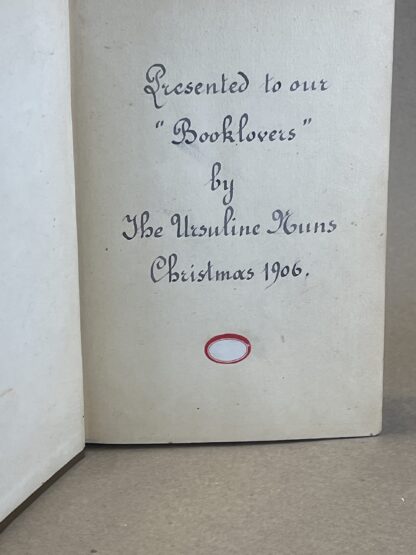 Presented to our
"Booklovers"
by
The Ursuline Nuns
Christmas 1906.